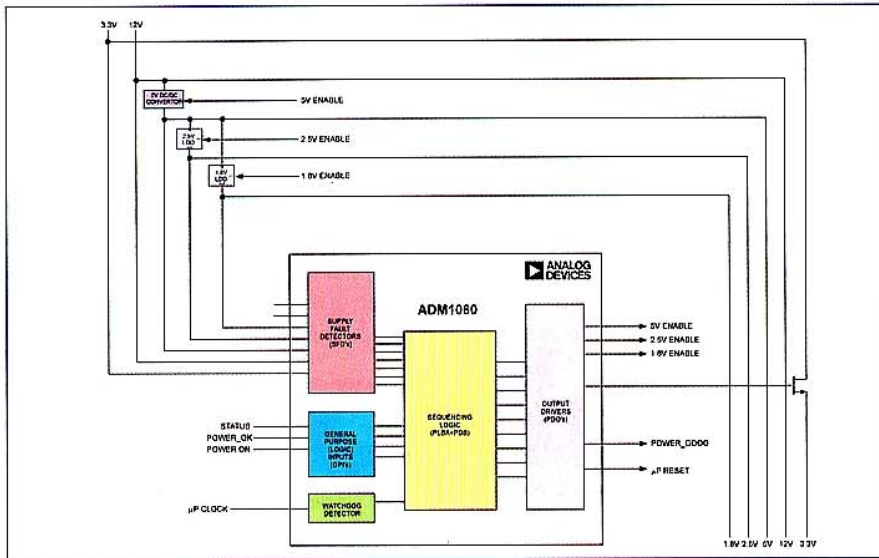 3.3V 12V
5V DC/DC
CONVERTOR
5V ENABLE
2.5V
LDO
2.5V ENABLE
1.8V
LDO
1.8V ENABLE
ANALOG
DEVICES
ADM1060
SUPPLY
FAULT
DETECTORS
(SFD's)
5V ENABLE
2.5V ENABLE
1.8V ENABLE
SEQUENCING
LOGIC
(PLBA+PDB)
OUTPUT
DRIVERS
(PDO's)
STATUS
POWER_OK
POWER ON
GENERAL
PURPOSE
(LOGIC)
INPUTS
(GPI's)
POWER_GOOD
µP RESET
µP CLOCK
WATCHDOG
DETECTOR
1.8V 2.5V 5V 12V 3.3V